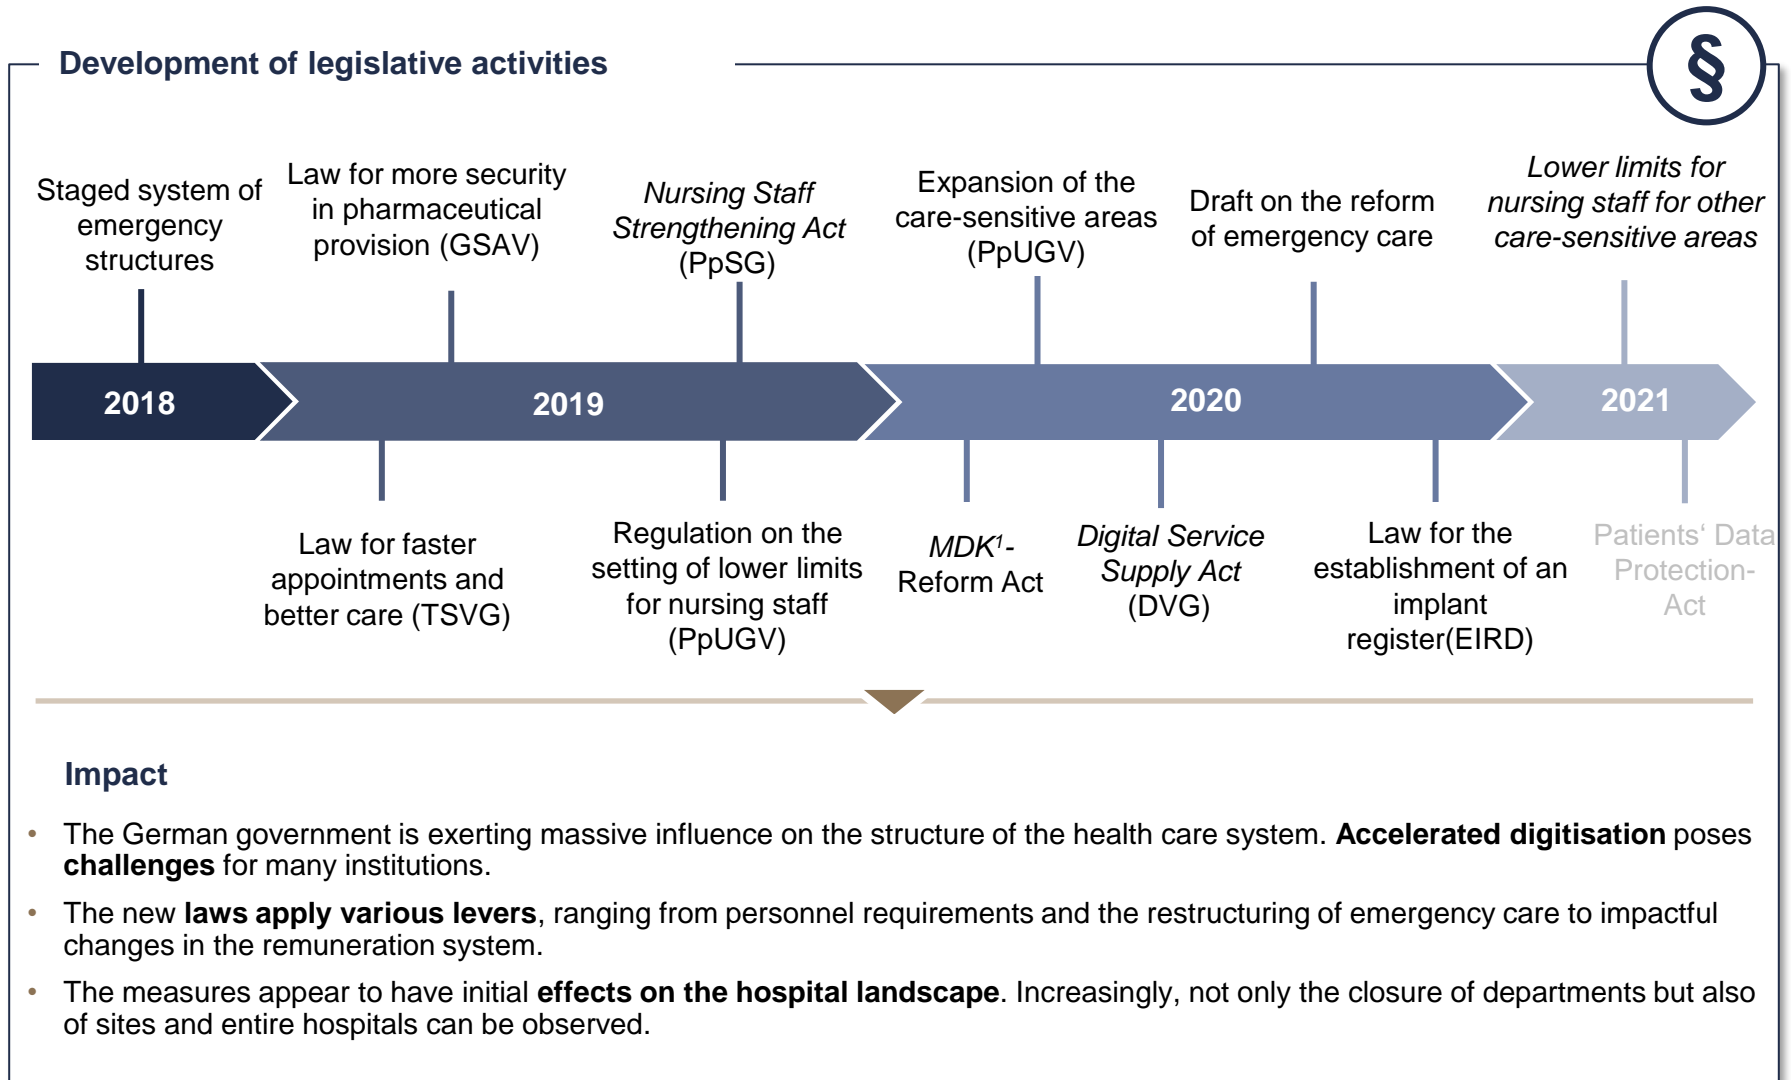 Development of legislative activities
§
Staged system of
emergency
structures
Law for more security
in pharmaceutical
provision (GSAV)
Nursing Staff
Strengthening Act
(PpSG)
Expansion of the
care-sensitive areas
(PpUGV)
Draft on the reform
of emergency care
Lower limits for
nursing staff for other
care-sensitive areas
2018
2019
2020
2021
Law for faster
appointments and
better care (TSVG)
Regulation on the
setting of lower limits
for nursing staff
(PpUGV)
MDK¹-
Reform Act
Digital Service
Supply Act
(DVG)
Law for the
establishment of an
implant
register(EIRD)
Patients‘ Data
Protection-
Act
Impact
• The German government is exerting massive influence on the structure of the health care system. Accelerated digitisation poses
challenges for many institutions.
• The new laws apply various levers, ranging from personnel requirements and the restructuring of emergency care to impactful
changes in the remuneration system.
• The measures appear to have initial effects on the hospital landscape. Increasingly, not only the closure of departments but also
of sites and entire hospitals can be observed.